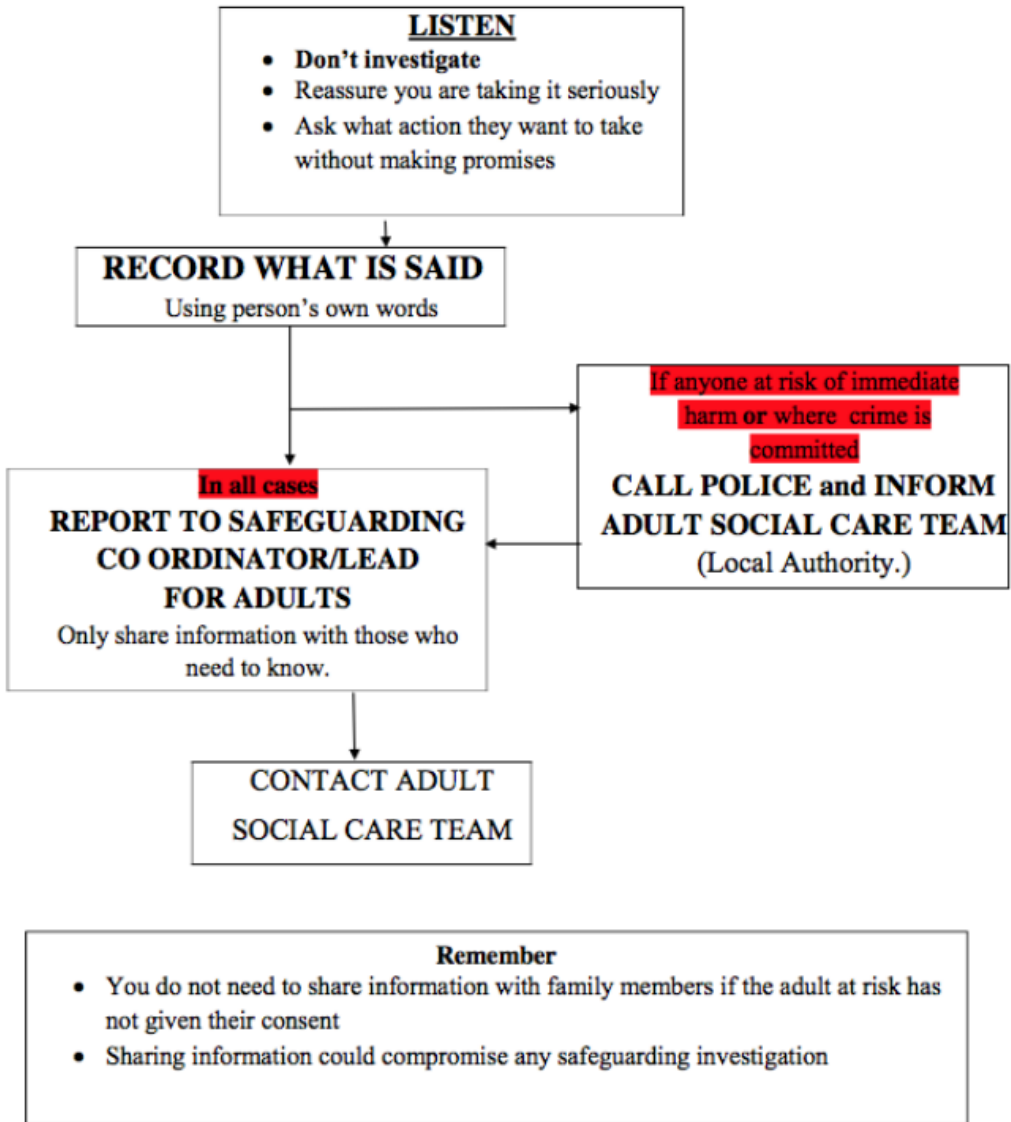 LISTEN
• Don’t investigate
• Reassure you are taking it seriously
• Ask what action they want to take
without making promises
RECORD WHAT IS SAID
Using person’s own words
If anyone at risk of immediate
harm or where crime is
committed
CALL POLICE and INFORM
ADULT SOCIAL CARE TEAM
(Local Authority.)
In all cases
REPORT TO SAFEGUARDING
CO ORDINATOR/LEAD
FOR ADULTS
Only share information with those who
need to know.
CONTACT ADULT
SOCIAL CARE TEAM
Remember
• You do not need to share information with family members if the adult at risk has
not given their consent
• Sharing information could compromise any safeguarding investigation